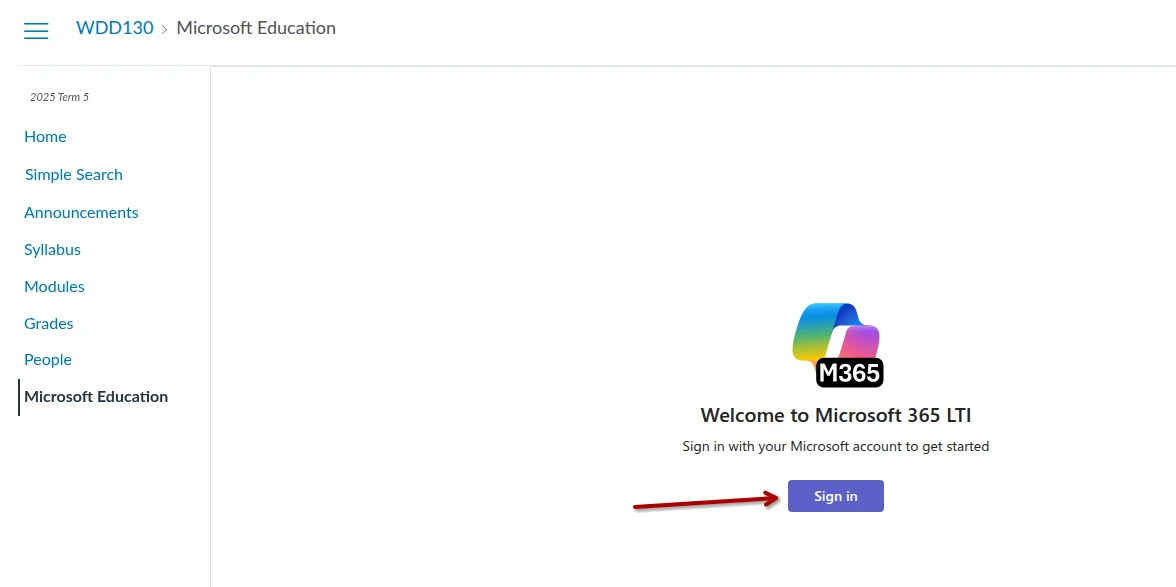 WDD130 › Microsoft Education
2025 Term 5
Home
Simple Search
Announcements
Syllabus
Modules
Grades
People
Microsoft Education
M365
Welcome to Microsoft 365 LTI
Sign in with your Microsoft account to get started
Sign in